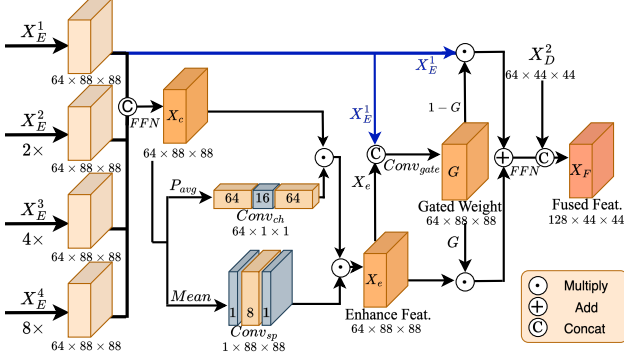 X_E^1
64 × 88 × 88
X_E^2
2×
64 × 88 × 88
X_E^3
4×
64 × 88 × 88
X_E^4
8×
64 × 88 × 88
C
FFN
X_c
64 × 88 × 88
P_avg
64 16 64
Conv_ch
64 × 1 × 1
Mean
1 8 1
Conv_sp
1 × 88 × 88
X_E^1
X_E^1
C
X_e
Conv_gate
X_e
Enhance Feat.
64 × 88 × 88
1 − G
G
Gated Weight
64 × 88 × 88
G
X_D^2
64 × 44 × 44
FFN
C
X_F
Fused Feat.
128 × 44 × 44
Multiply
Add
C Concat